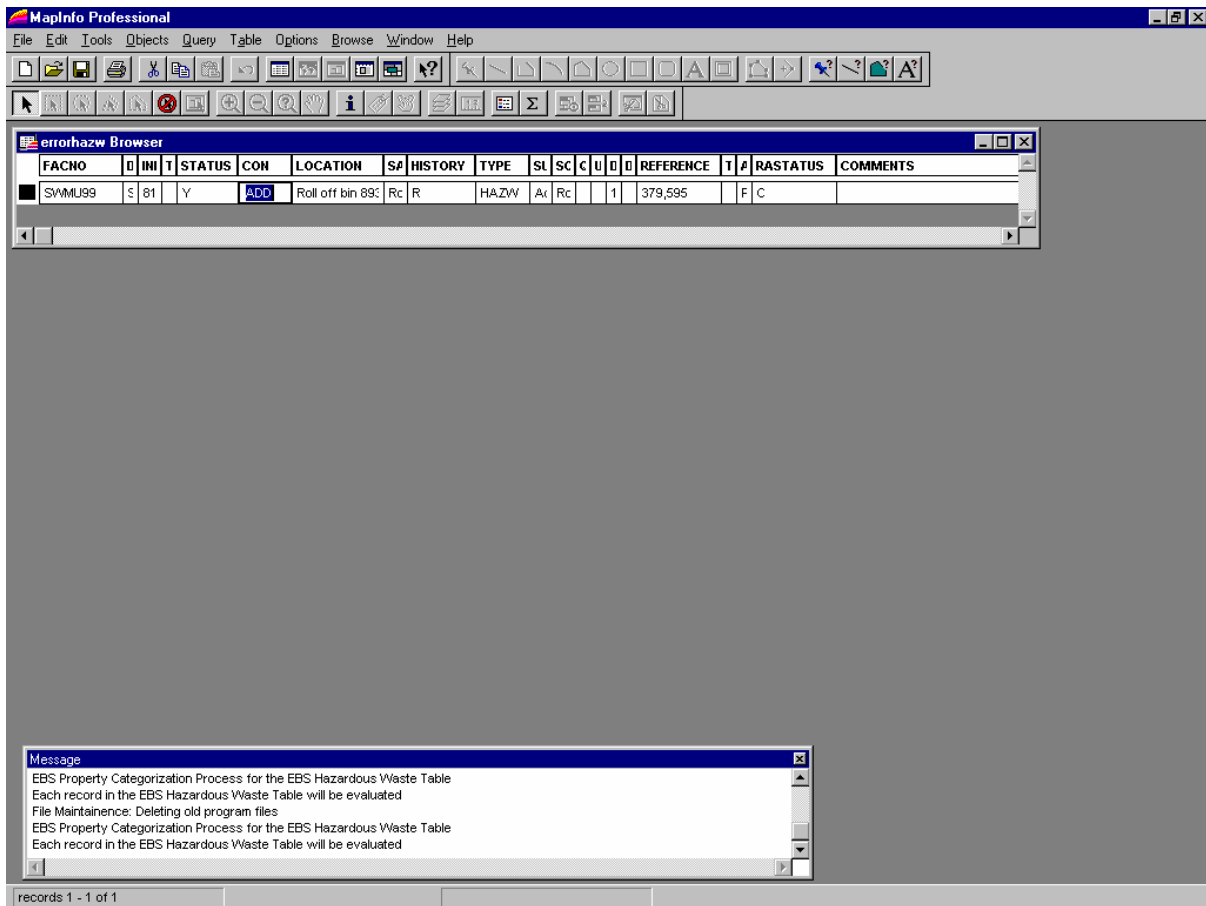 MapInfo Professional
File Edit Tools Objects Query Table Options Browse Window Help
errorhazw Browser
FACNO D INI T STATUS CON LOCATION SA HISTORY TYPE SU SO C U D D REFERENCE T A RASTATUS COMMENTS
SWMU99 S 81 Y ADD Roll off bin 893 Ro R HAZW Ac Ro 1 379,595 F C
Message
EBS Property Categorization Process for the EBS Hazardous Waste Table
Each record in the EBS Hazardous Waste Table will be evaluated
File Maintainence: Deleting old program files
EBS Property Categorization Process for the EBS Hazardous Waste Table
Each record in the EBS Hazardous Waste Table will be evaluated
records 1 - 1 of 1